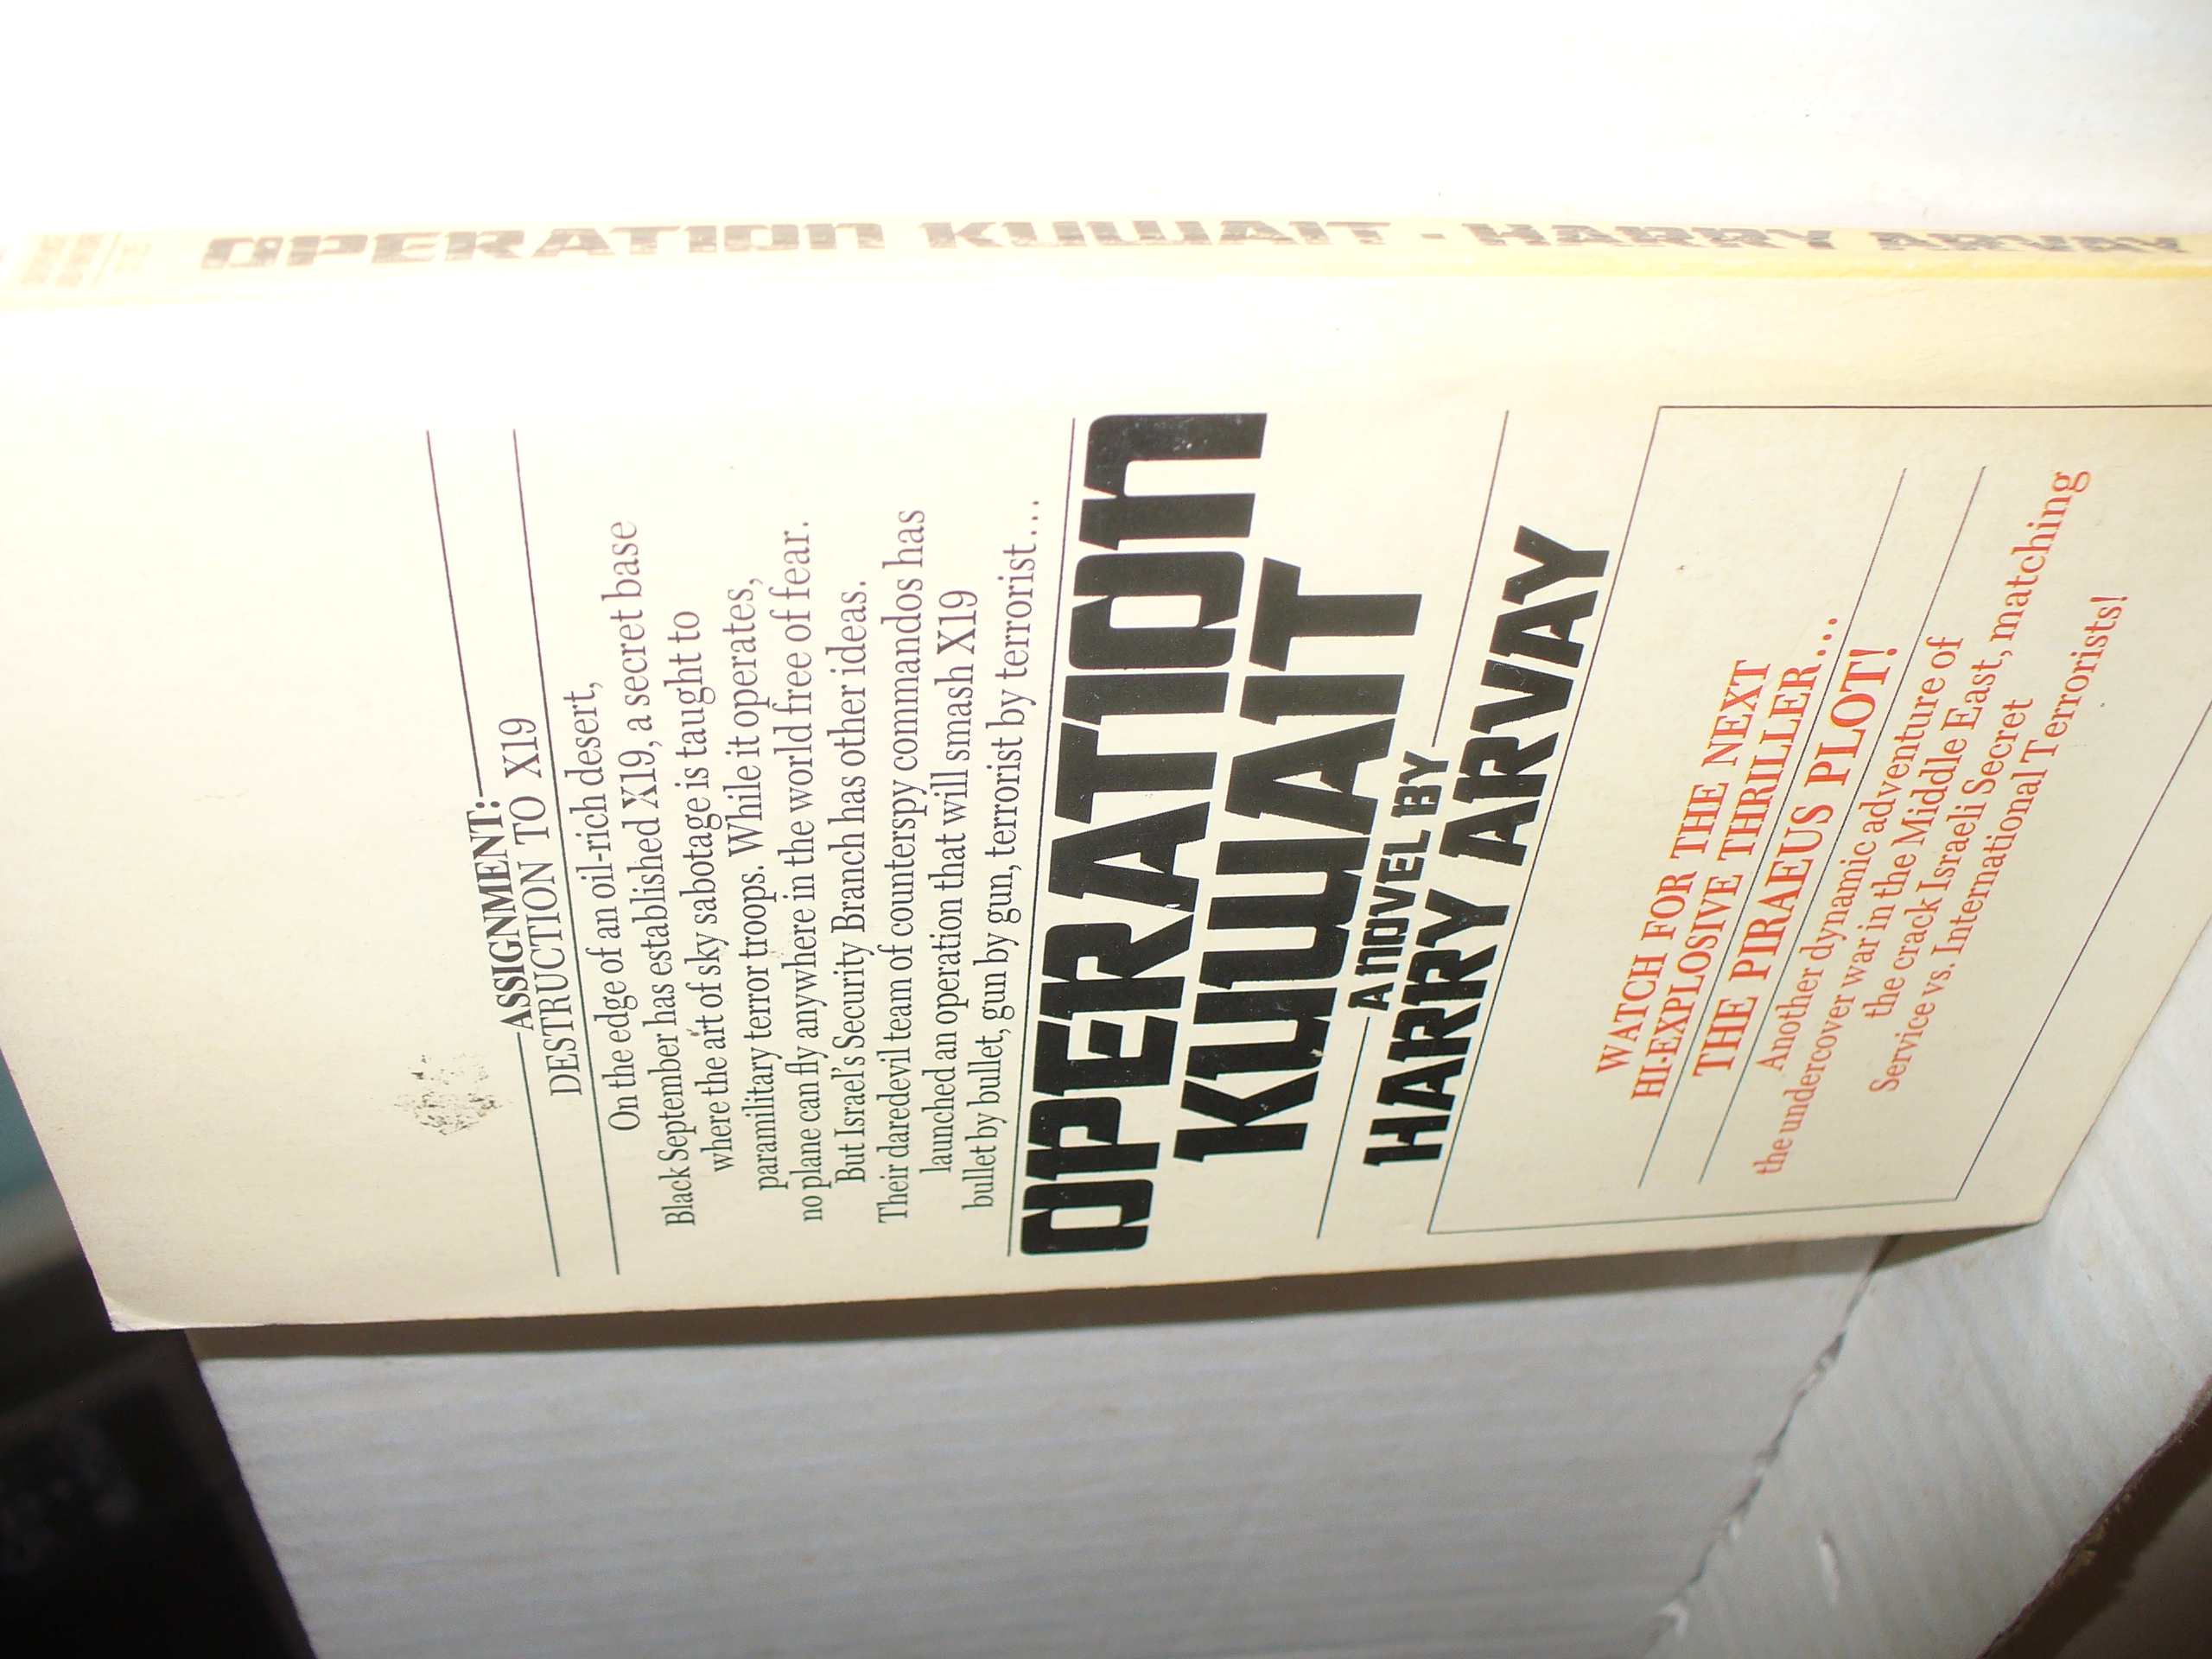 OPERATION KUWAIT - HARRY ARVAY
ASSIGNMENT:
DESTRUCTION TO X19
On the edge of an oil-rich desert,
Black September has established X19, a secret base
where the art of sky sabotage is taught to
paramilitary terror troops. While it operates,
no plane can fly anywhere in the world free of fear.
But Israel's Security Branch has other ideas.
Their daredevil team of counterspy commandos has
launched an operation that will smash X19
bullet by bullet, gun by gun, terrorist by terrorist....
OPERATION
KUWAIT
A NOVEL BY
HARRY ARVAY
WATCH FOR THE NEXT
HI-EXPLOSIVE THRILLER...
THE PIRAEUS PLOT!
Another dynamic adventure of
the undercover war in the Middle East, matching
the crack Israeli Secret
Service vs. International Terrorists!